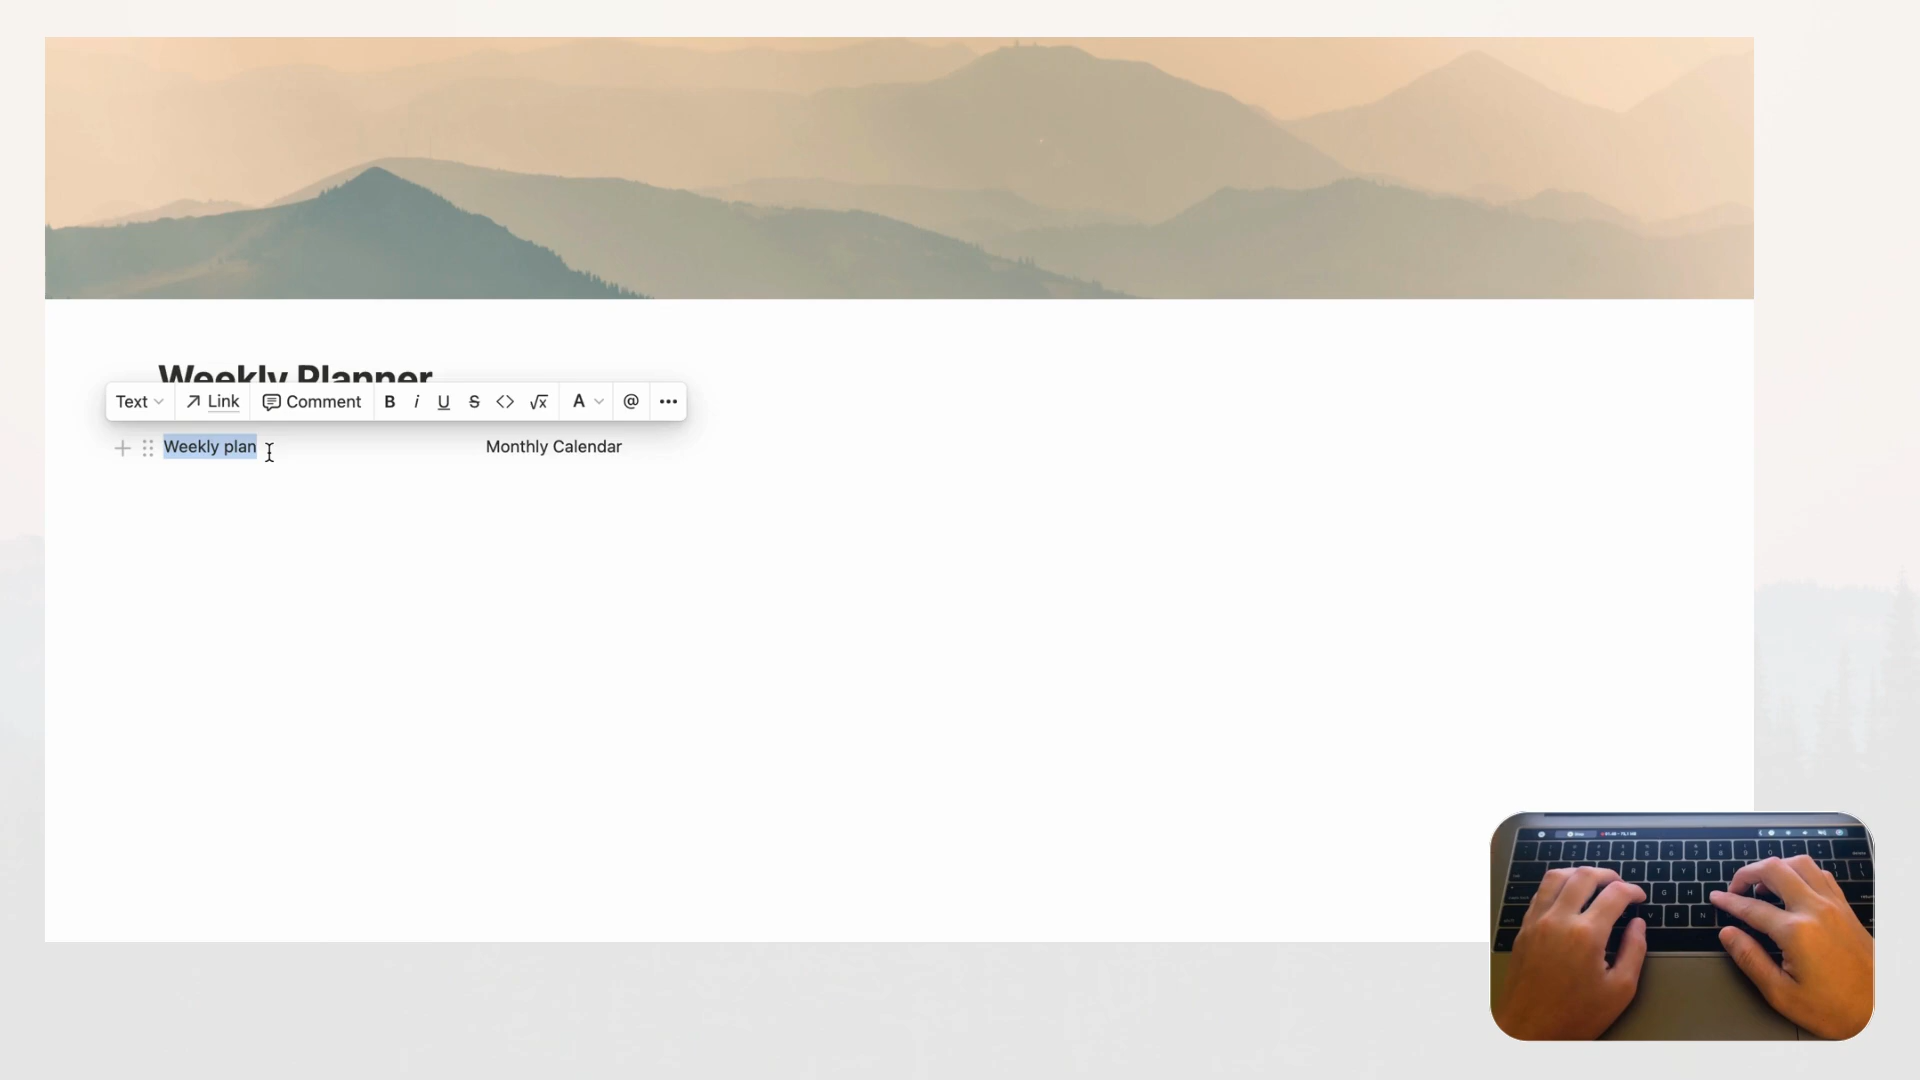 Weekly Planner
Text Link Comment B i U S <> √x A @ •••
Weekly plan Monthly Calendar
R T Y U
G H
V B N